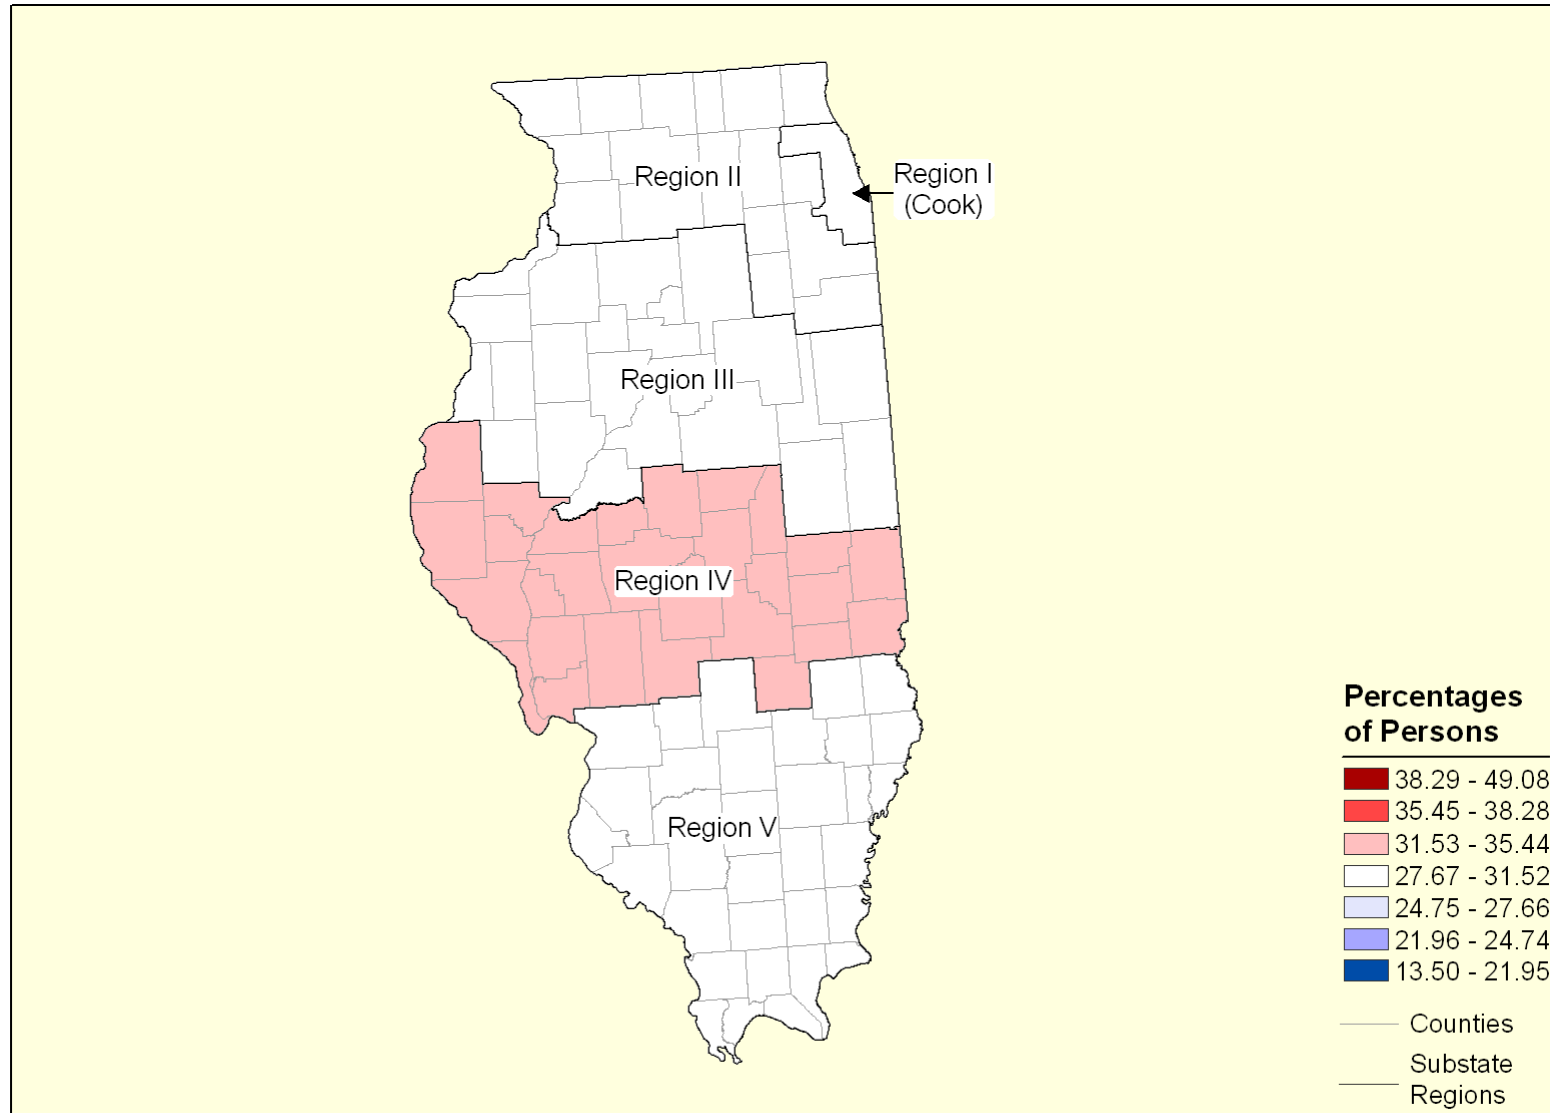 Region II
Region I
(Cook)
Region III
Region IV
Region V
Percentages
of Persons
38.29 - 49.08
35.45 - 38.28
31.53 - 35.44
27.67 - 31.52
24.75 - 27.66
21.96 - 24.74
13.50 - 21.95
Counties
Substate
Regions